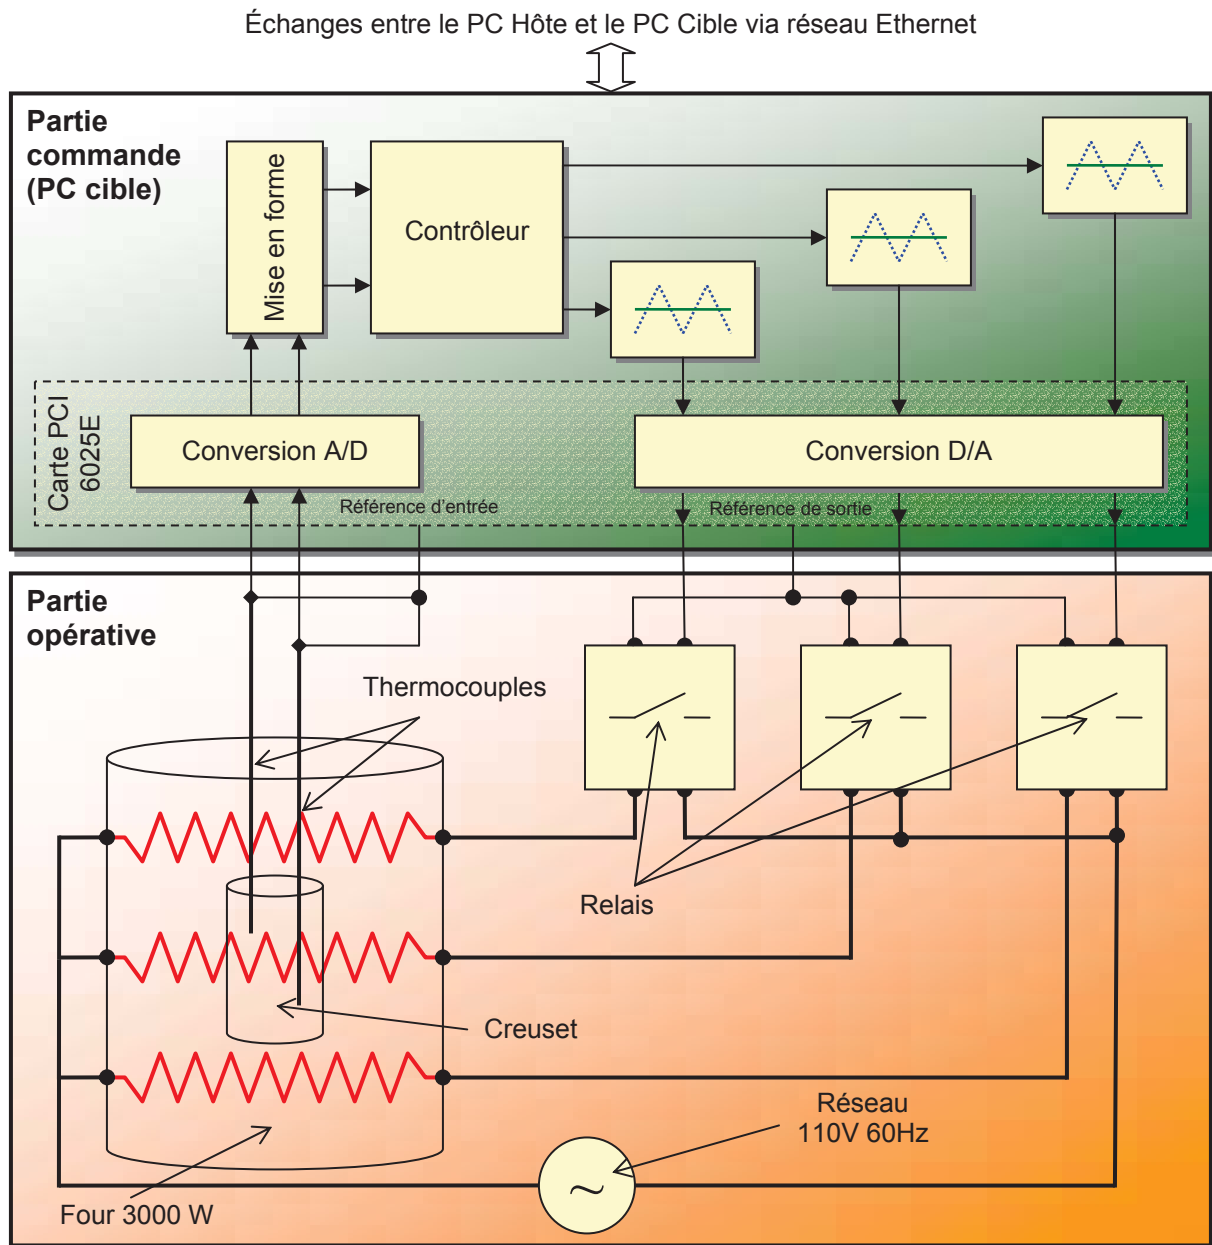 Échanges entre le PC Hôte et le PC Cible via réseau Ethernet
Partie
commande
(PC cible)
Mise en forme
Contrôleur
Carte PCI
6025E
Conversion A/D
Conversion D/A
Référence d'entrée
Référence de sortie
Partie
opérative
Thermocouples
Relais
Creuset
Réseau
110V 60Hz
~
Four 3000 W